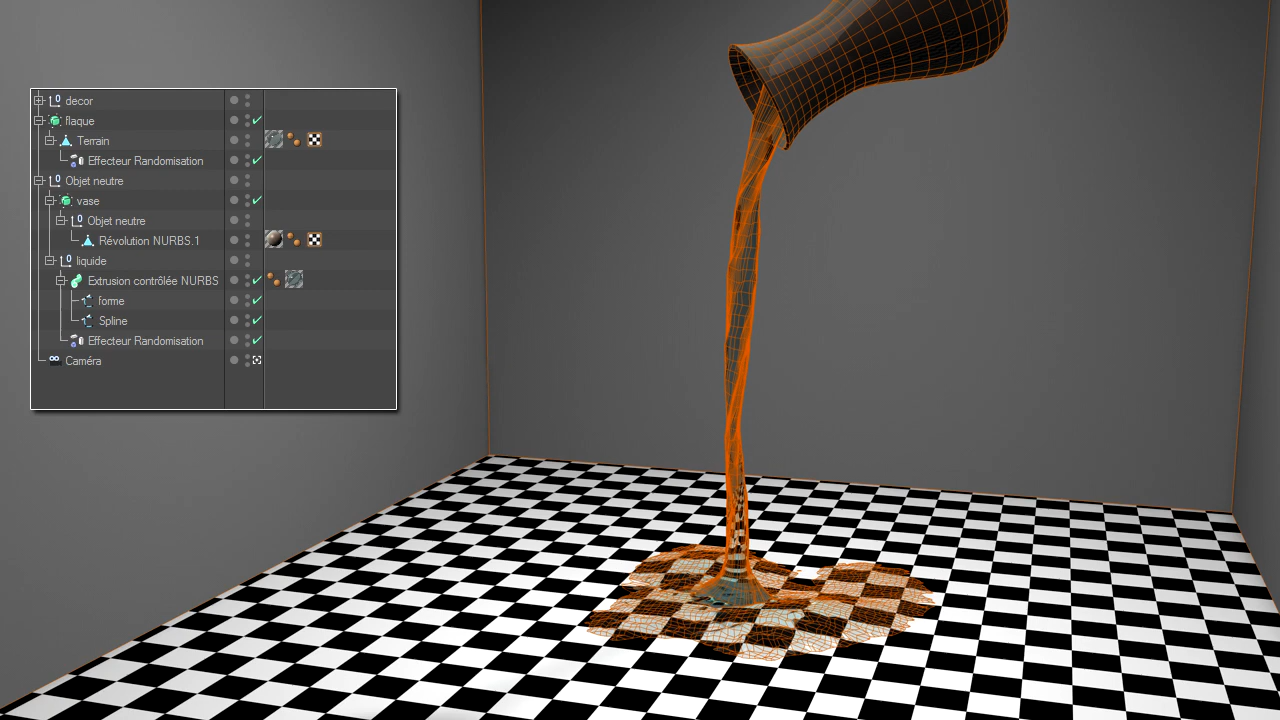 decor
flaque
Terrain
Effecteur Randomisation
Objet neutre
vase
Objet neutre
Révolution NURBS.1
liquide
Extrusion contrôlée NURBS
forme
Spline
Effecteur Randomisation
Caméra